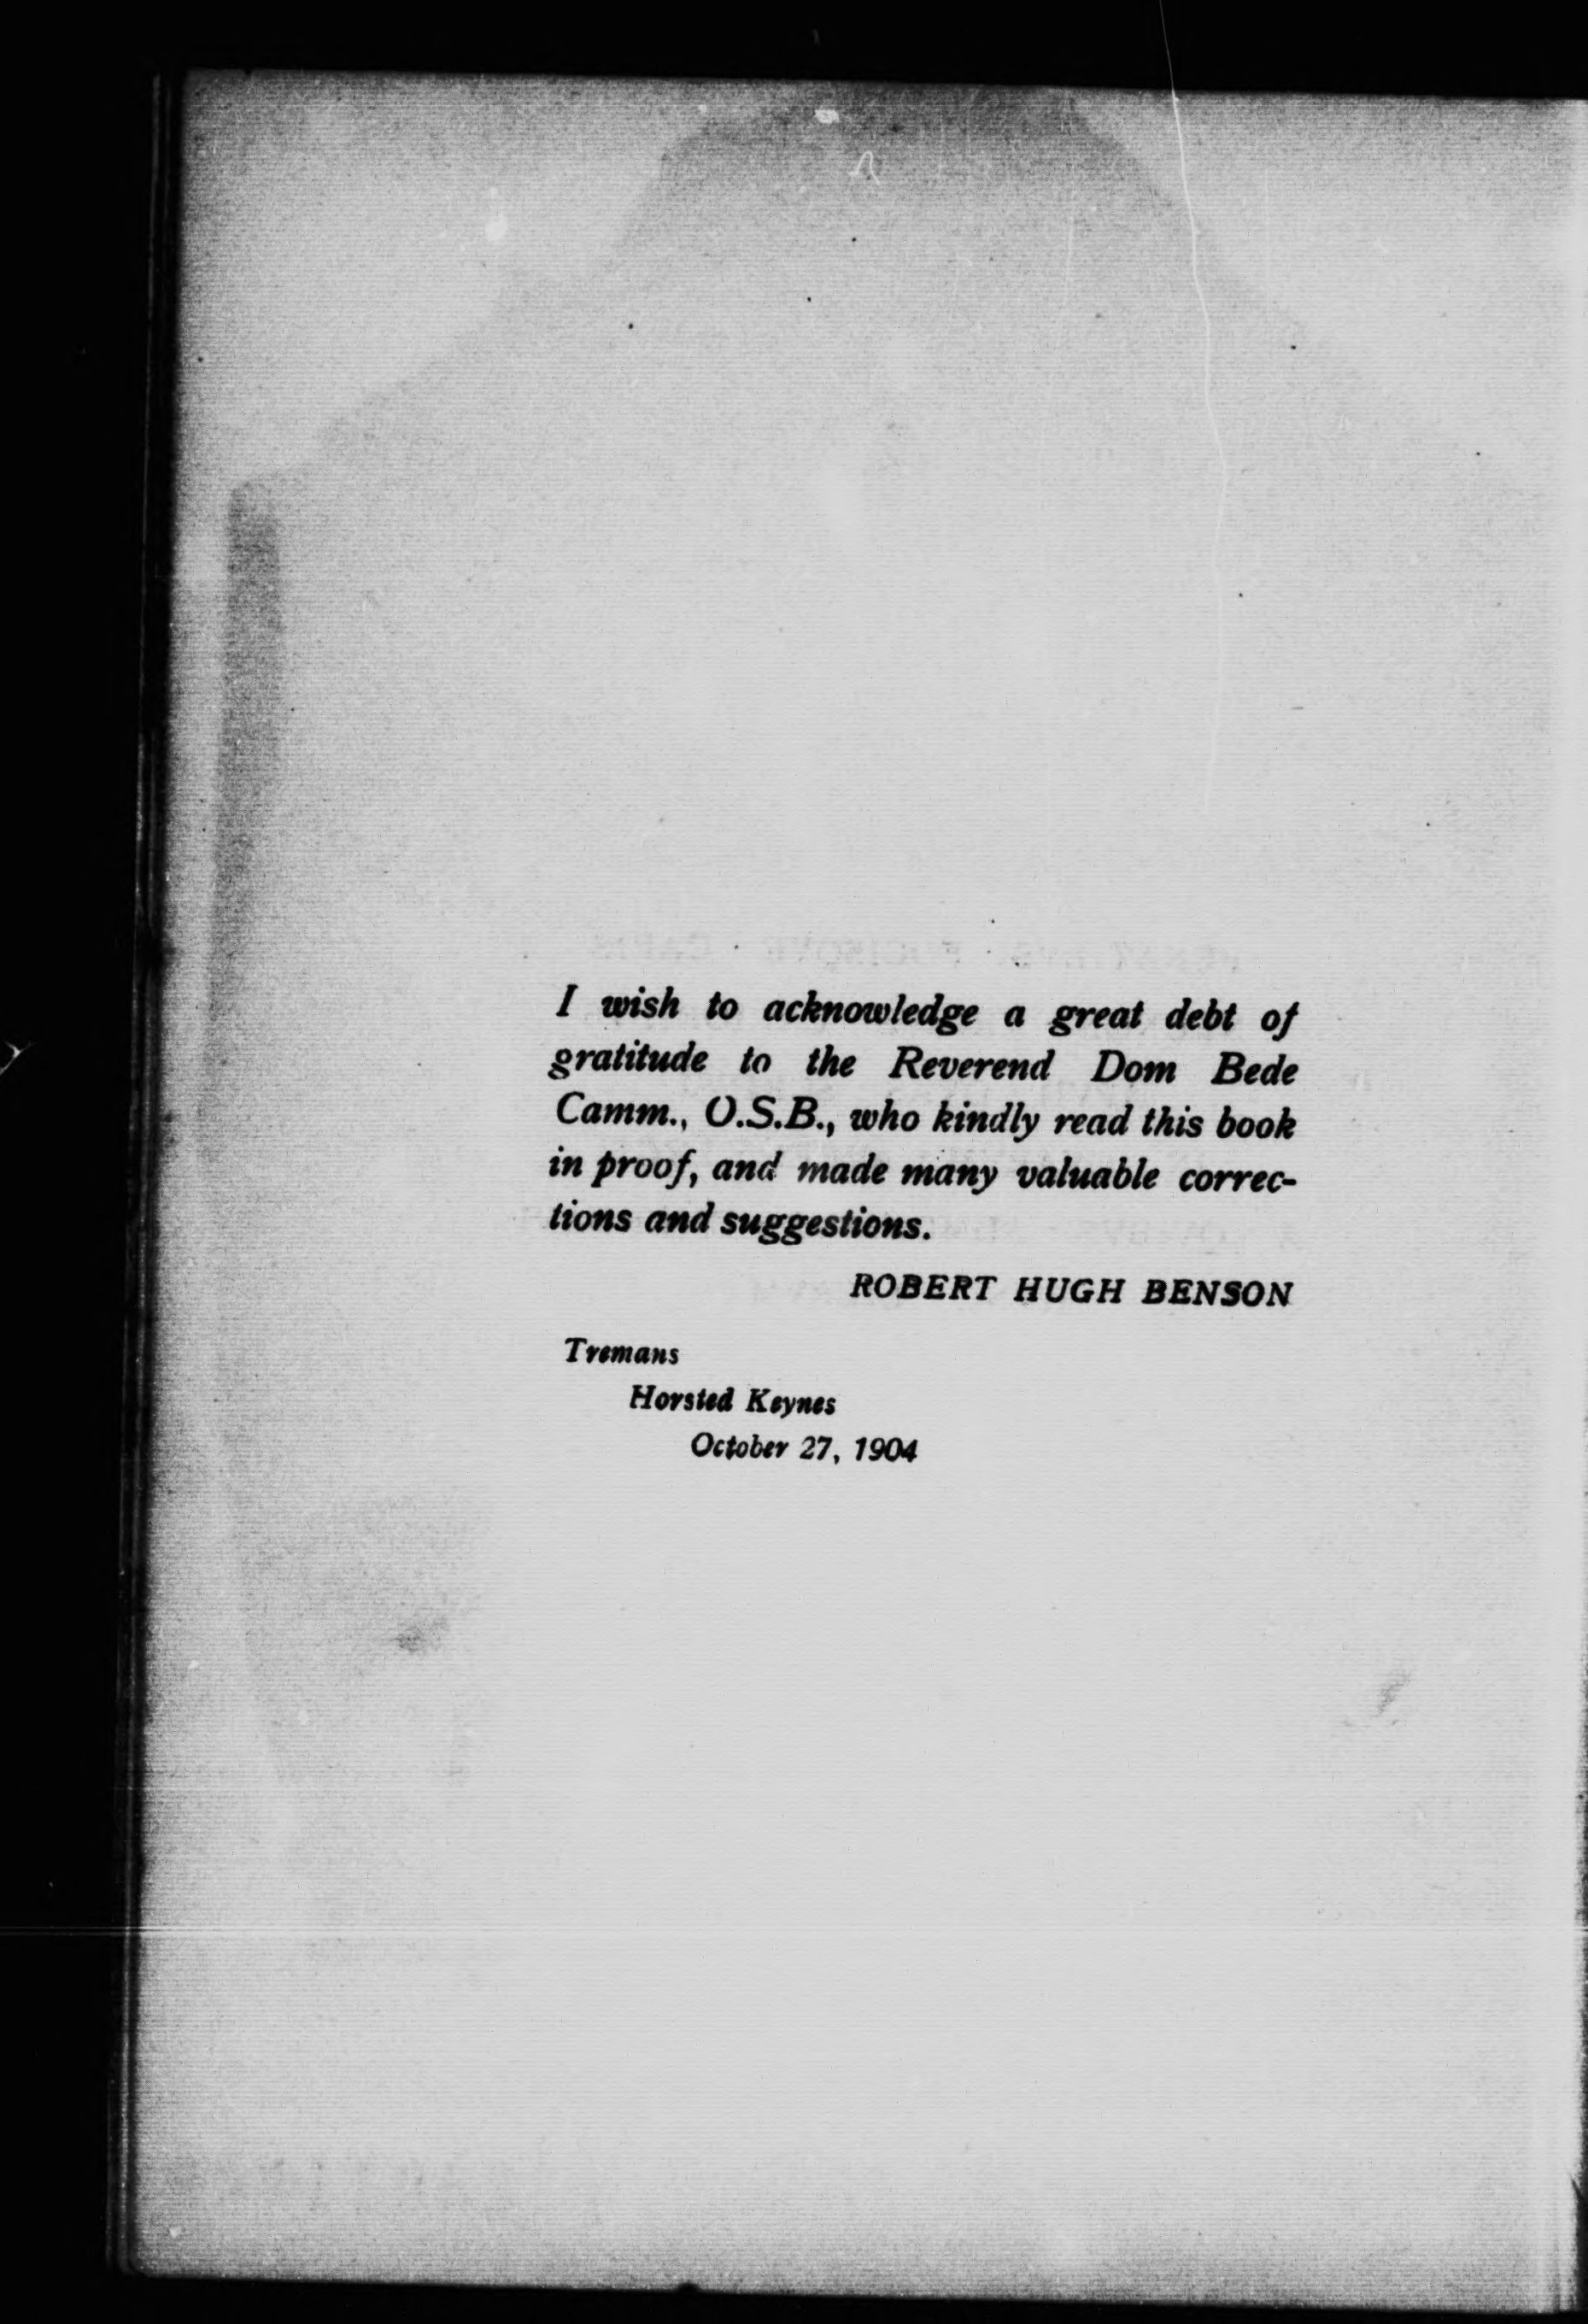 I wish to acknowledge a great debt of
gratitude to the Reverend Dom Bede
Camm., O.S.B., who kindly read this book
in proof, and made many valuable correc-
tions and suggestions.
ROBERT HUGH BENSON
Tremans
Horsted Keynes
October 27, 1904